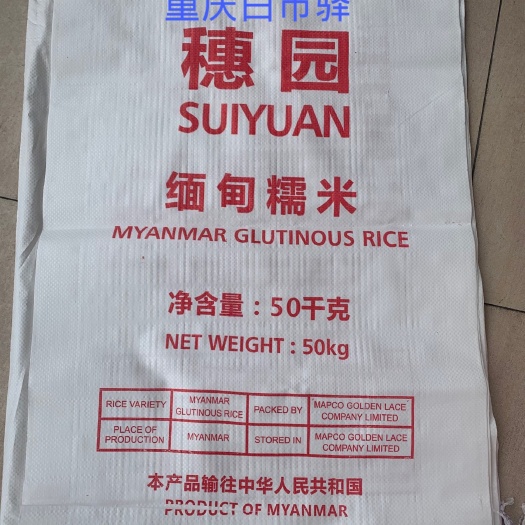 重庆白市驿
穗园
SUIYUAN
缅甸糯米
MYANMAR GLUTINOUS RICE
净含量：50千克
NET WEIGHT : 50kg
RICE VARIETY MYANMAR GLUTINOUS RICE PACKED BY MAPCO GOLDEN LACE COMPANY LIMITED
PLACE OF PRODUCTION MYANMAR STORED IN MAPCO GOLDEN LACE COMPANY LIMITED
本产品输往中华人民共和国
PRODUCT OF MYANMAR